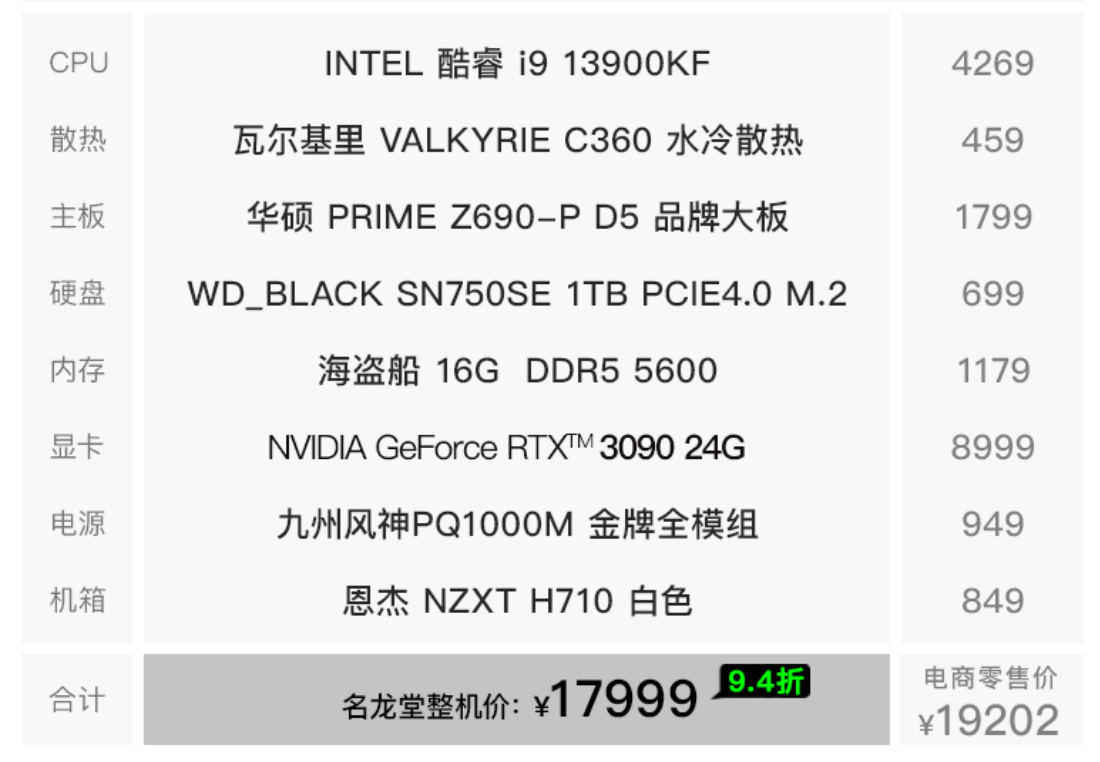 CPU INTEL 酷睿 i9 13900KF 4269
散热 瓦尔基里 VALKYRIE C360 水冷散热 459
主板 华硕 PRIME Z690-P D5 品牌大板 1799
硬盘 WD_BLACK SN750SE 1TB PCIE4.0 M.2 699
内存 海盗船 16G DDR5 5600 1179
显卡 NVIDIA GeForce RTX™ 3090 24G 8999
电源 九州风神PQ1000M 金牌全模组 949
机箱 恩杰 NZXT H710 白色 849
合计 名龙堂整机价: ¥17999 9.4折
电商零售价
¥19202